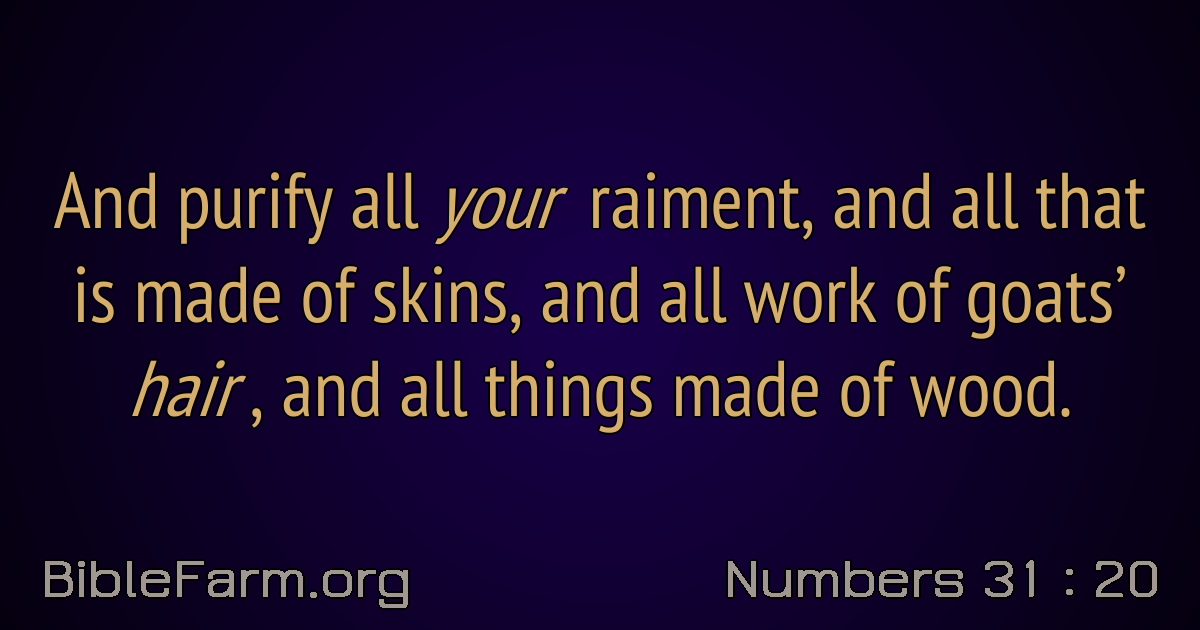 And purify all your raiment, and all that
is made of skins, and all work of goats’
hair, and all things made of wood.
BibleFarm.org
Numbers 31 : 20